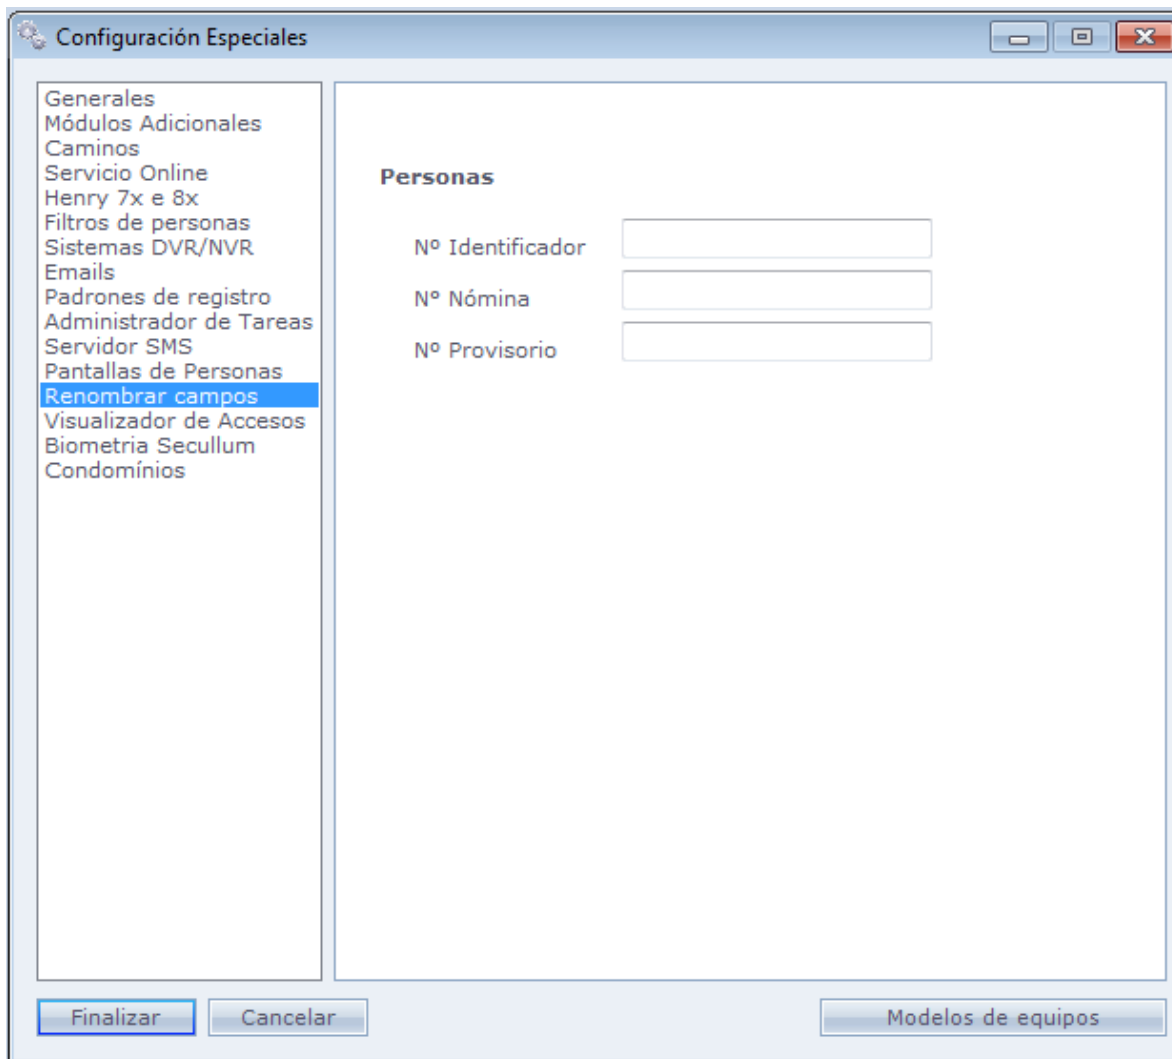 Configuración Especiales
Generales
Módulos Adicionales
Caminos
Servicio Online
Henry 7x e 8x
Filtros de personas
Sistemas DVR/NVR
Emails
Padrones de registro
Administrador de Tareas
Servidor SMS
Pantallas de Personas
Renombrar campos
Visualizador de Accesos
Biometria Secullum
Condomínios
Personas
Nº Identificador
Nº Nómina
Nº Provisorio
Finalizar
Cancelar
Modelos de equipos